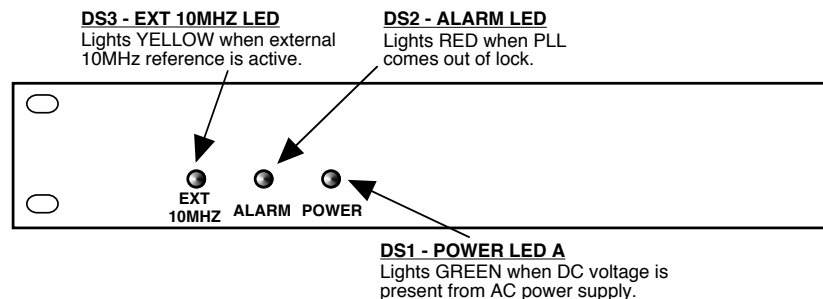 DS3 - EXT 10MHZ LED
Lights YELLOW when external
10MHz reference is active.
DS2 - ALARM LED
Lights RED when PLL
comes out of lock.
EXT
10MHZ
ALARM
POWER
DS1 - POWER LED A
Lights GREEN when DC voltage is
present from AC power supply.